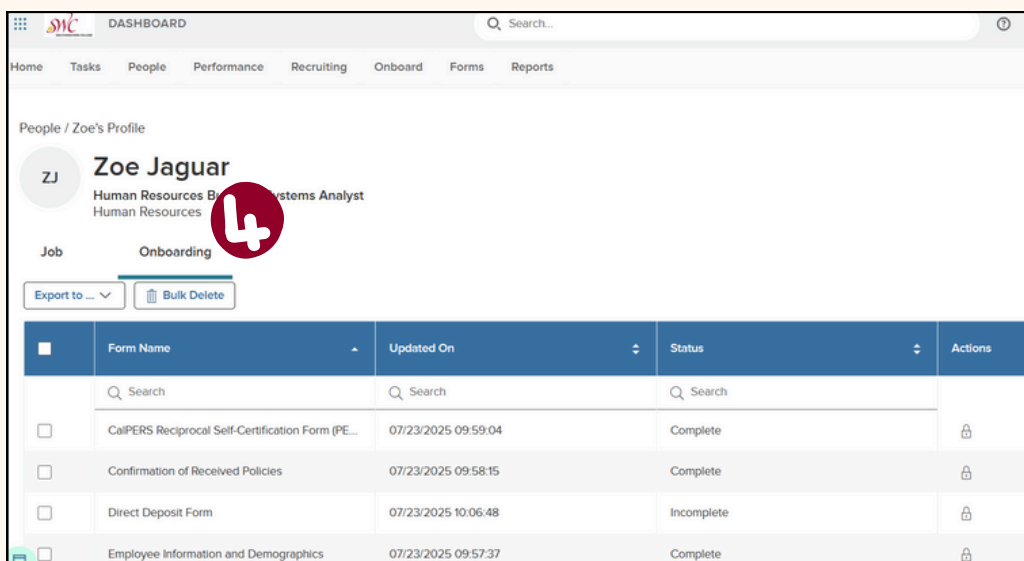 SWC DASHBOARD Search...
Home Tasks People Performance Recruiting Onboard Forms Reports
People / Zoe's Profile
ZJ Zoe Jaguar
Human Resources Analyst
Human Resources
4
Job Onboarding
Export to ... Bulk Delete
Form Name Updated On Status Actions
Search Search Search
CalPERS Reciprocal Self-Certification Form (PE... 07/23/2025 09:59:04 Complete
Confirmation of Received Policies 07/23/2025 09:58:15 Complete
Direct Deposit Form 07/23/2025 10:06:48 Incomplete
Employee Information and Demographics 07/23/2025 09:57:37 Complete